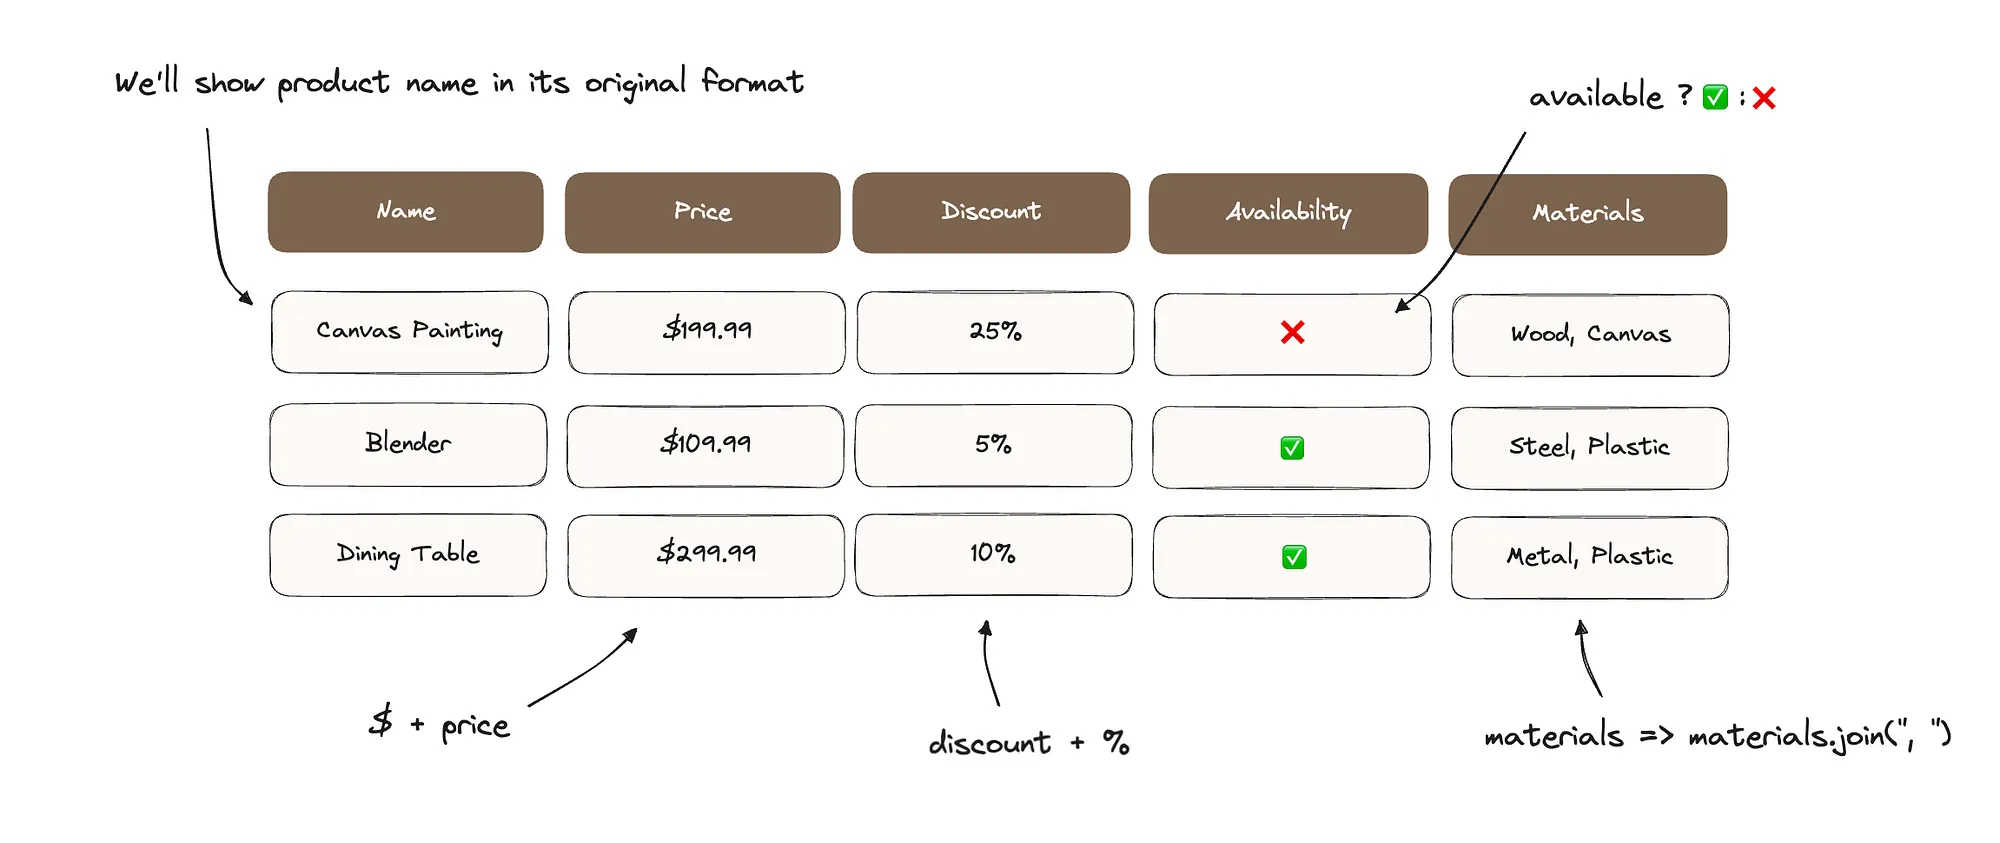 We'll show product name in its original format
available ? ✅ : ❌
Name Price Discount Availability Materials
Canvas Painting $199.99 25% ❌ Wood, Canvas
Blender $109.99 5% ✅ Steel, Plastic
Dining Table $299.99 10% ✅ Metal, Plastic
$ + price
discount + %
materials => materials.join(", ")